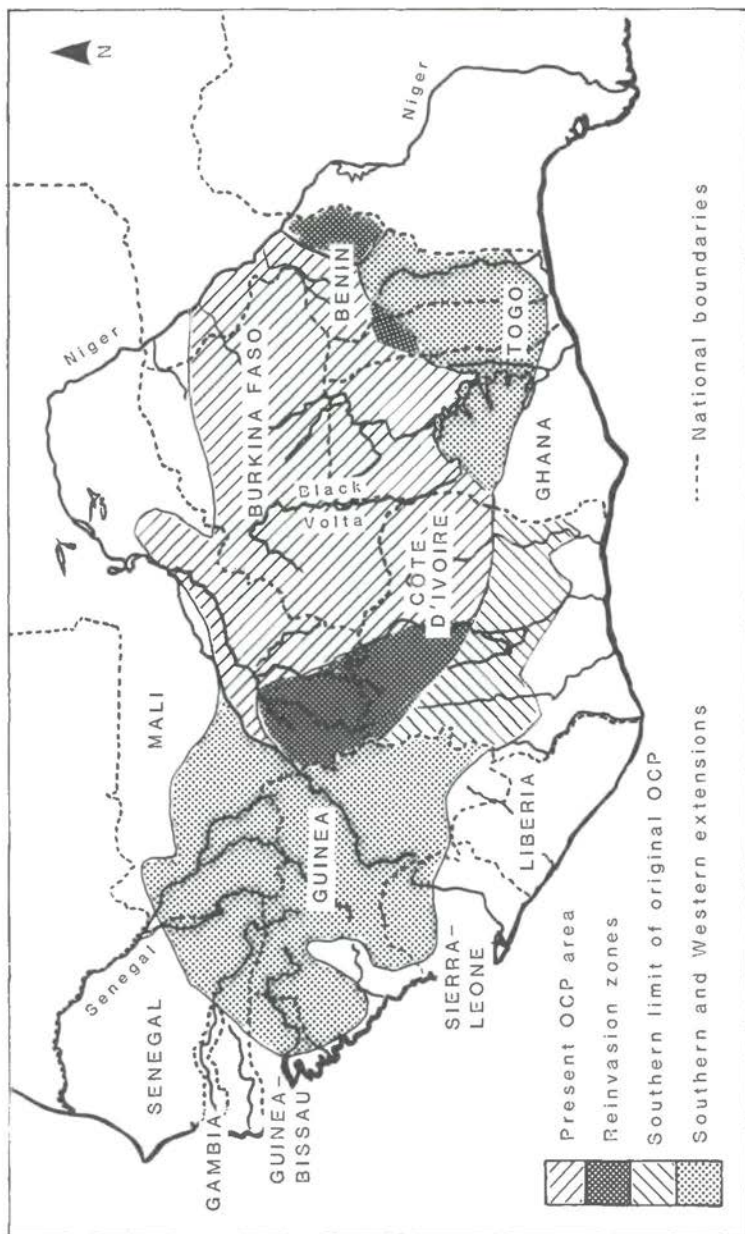 N
Niger
Niger
MALI
Senegal
SENEGAL
GAMBIA
GUINEA-
BISSAU
GUINEA
SIERRA-
LEONE
LIBERIA
CÔTE
D'IVOIRE
BURKINA FASO
Black
Volta
GHANA
TOGO
BENIN
Present OCP area
Reinvasion zones
Southern limit of original OCP
Southern and Western extensions
National boundaries